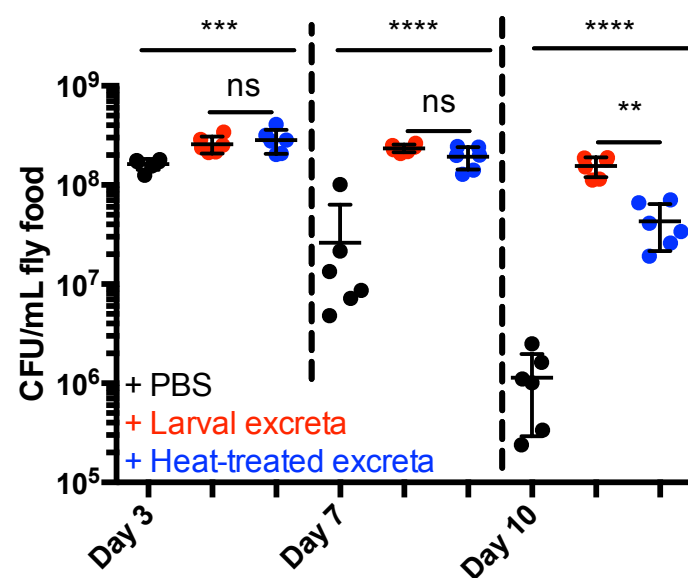 *** **** ****
ns ns **
10⁹
10⁸
10⁷
10⁶
10⁵
CFU/mL fly food
+ PBS
+ Larval excreta
+ Heat-treated excreta
Day 3 Day 7 Day 10